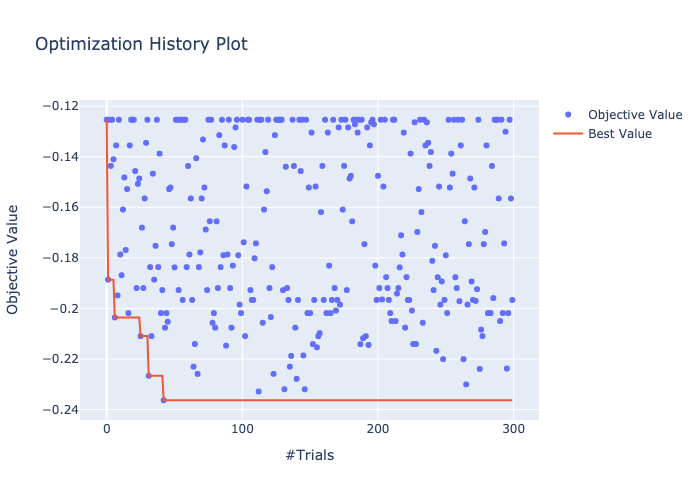 Optimization History Plot
Objective Value
Best Value
−0.12
−0.14
−0.16
−0.18
−0.2
−0.22
−0.24
Objective Value
0
100
200
300
#Trials